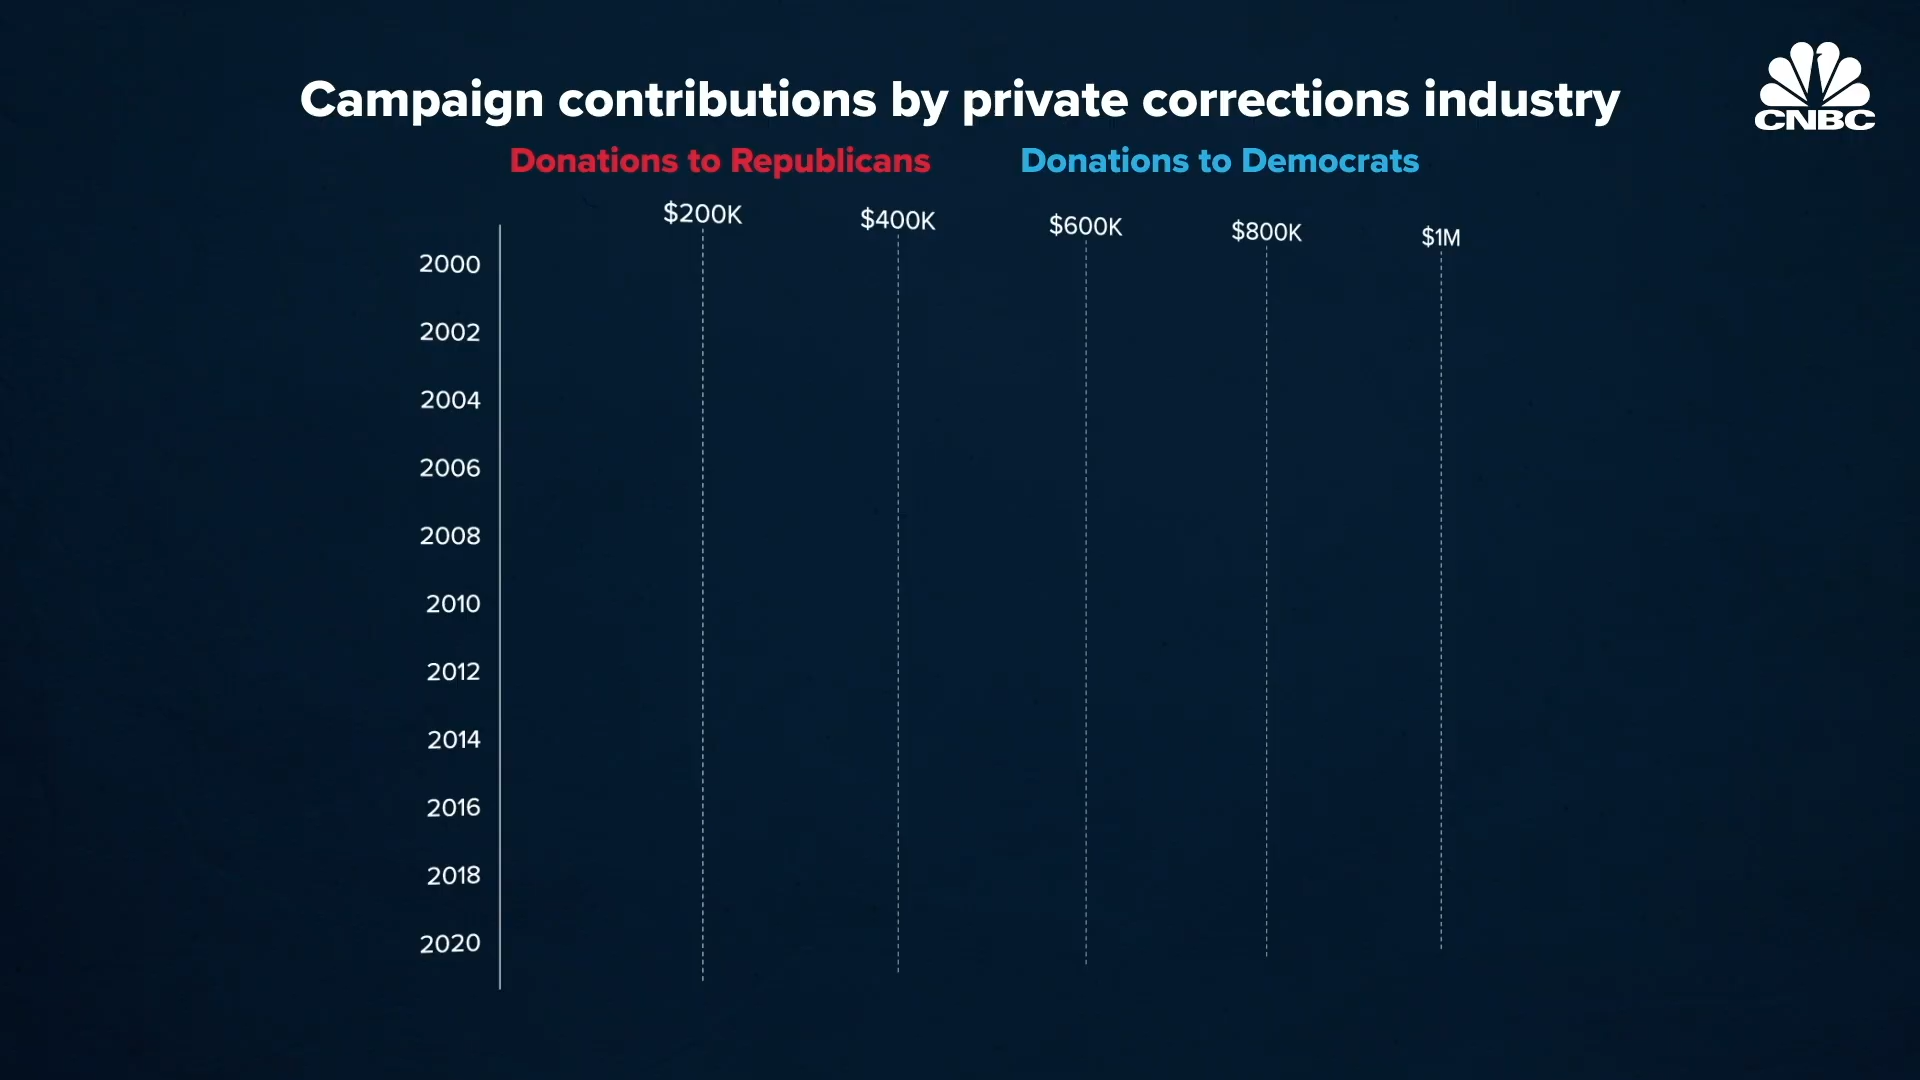 Campaign contributions by private corrections industry
CNBC
Donations to Republicans Donations to Democrats
$200K $400K $600K $800K $1M
2000
2002
2004
2006
2008
2010
2012
2014
2016
2018
2020